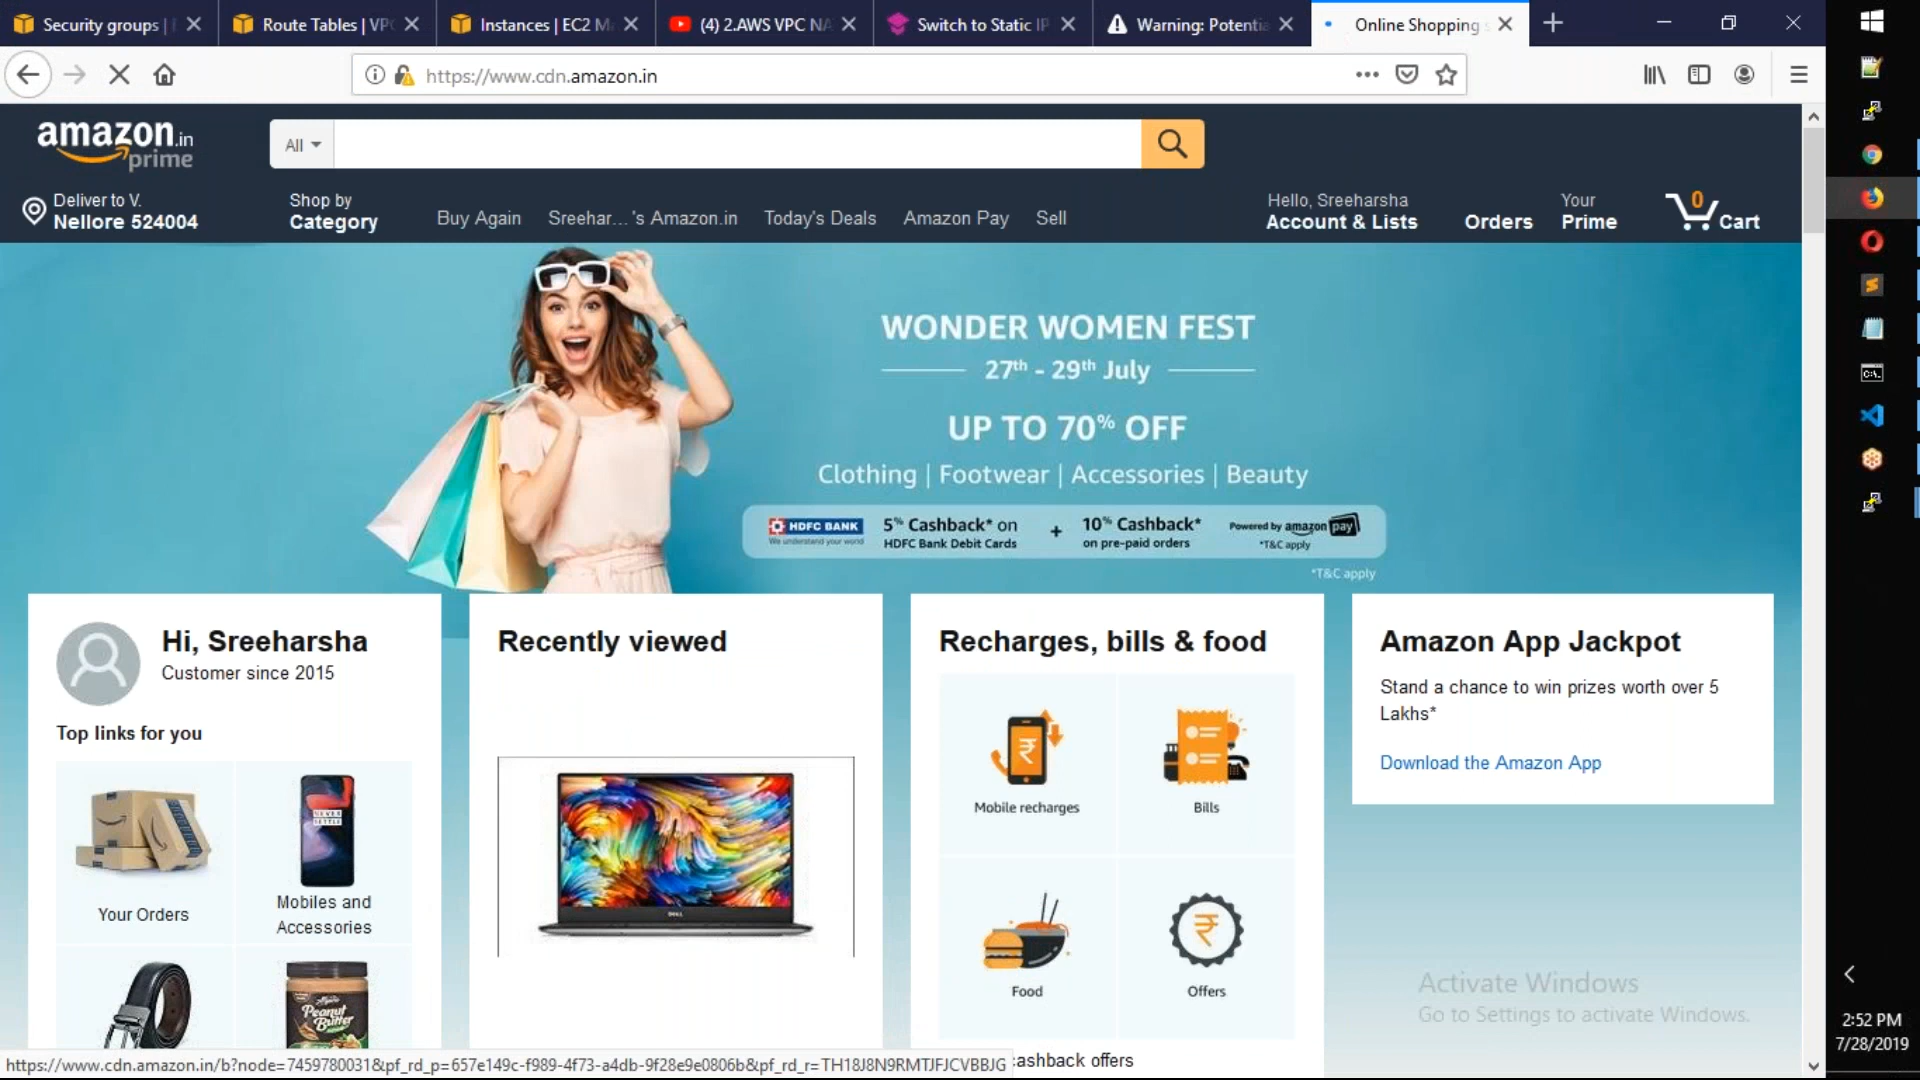 Security groups |
Route Tables | VPC
Instances | EC2 M
(4) 2.AWS VPC NA
Switch to Static IP
Warning: Potentia
Online Shopping s
https://www.cdn.amazon.in
amazon.in
prime
All
Deliver to V.
Nellore 524004
Shop by
Category
Buy Again
Sreehar... 's Amazon.in
Today's Deals
Amazon Pay
Sell
Hello, Sreeharsha
Account & Lists
Orders
Your
Prime
0
Cart
WONDER WOMEN FEST
27th - 29th July
UP TO 70% OFF
Clothing | Footwear | Accessories | Beauty
HDFC BANK
We understand your world
5% Cashback* on
HDFC Bank Debit Cards
+
10% Cashback*
on pre-paid orders
Powered by amazon pay
*T&C apply
*T&C apply
Hi, Sreeharsha
Customer since 2015
Top links for you
Your Orders
Mobiles and
Accessories
NEVER
SETTLE
Peanut
Butter
Recently viewed
DELL
Recharges, bills & food
Mobile recharges
Bills
Food
Offers
cashback offers
Amazon App Jackpot
Stand a chance to win prizes worth over 5
Lakhs*
Download the Amazon App
Activate Windows
Go to Settings to activate Windows.
https://www.cdn.amazon.in/b?node=7459780031&pf_rd_p=657e149c-f989-4f73-a4db-9f28e9e0806b&pf_rd_r=TH18J8N9RMTJFJCVBBJG
2:52 PM
7/28/2019